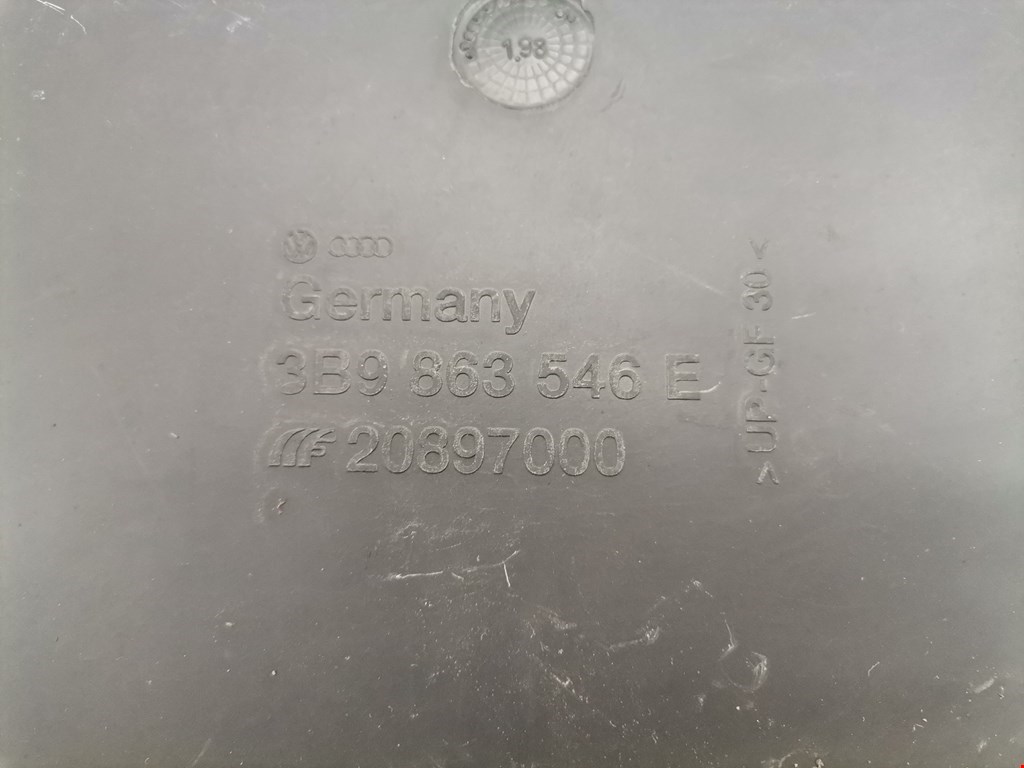 1,98
Germany
3B9 863 546 E
20897000
>UP-GF 30<